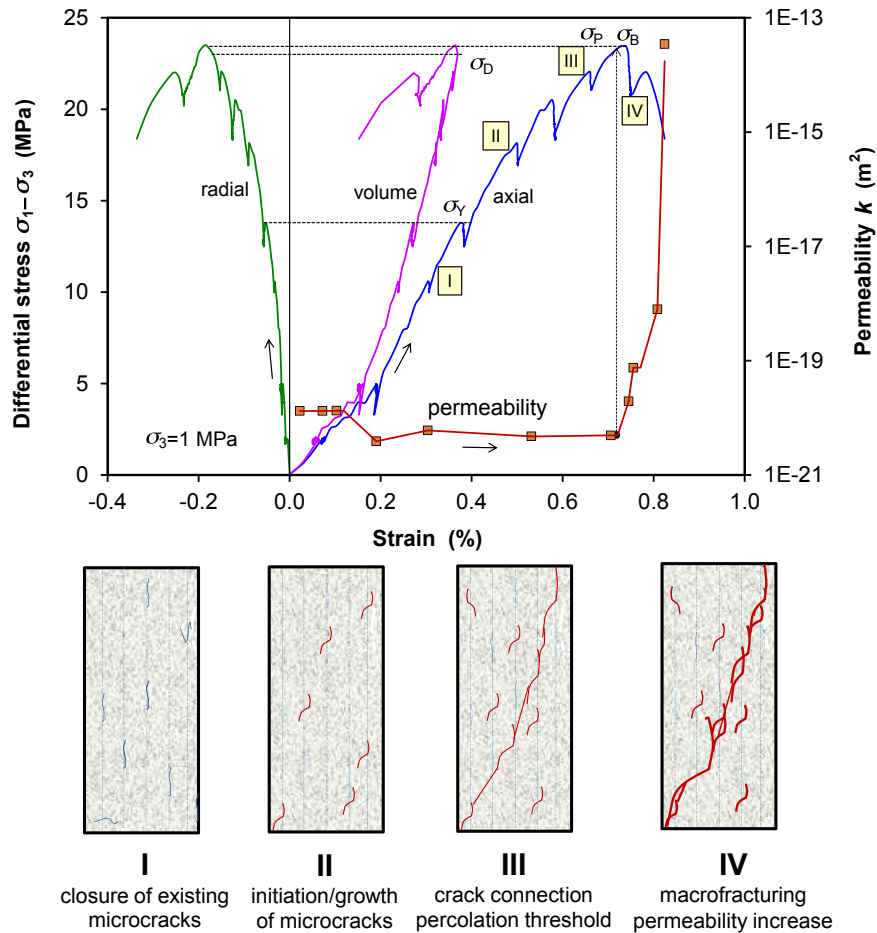 25
20
15
10
5
0
Differential stress σ1–σ3 (MPa)
1E-13
1E-15
1E-17
1E-19
1E-21
Permeability k (m²)
σP σB
III
σD
IV
II
radial
volume
axial
σY
I
permeability
σ3=1 MPa
-0.4 -0.2 0.0 0.2 0.4 0.6 0.8 1.0
Strain (%)
I
closure of existing
microcracks
II
initiation/growth
of microcracks
III
crack connection
percolation threshold
IV
macrofracturing
permeability increase